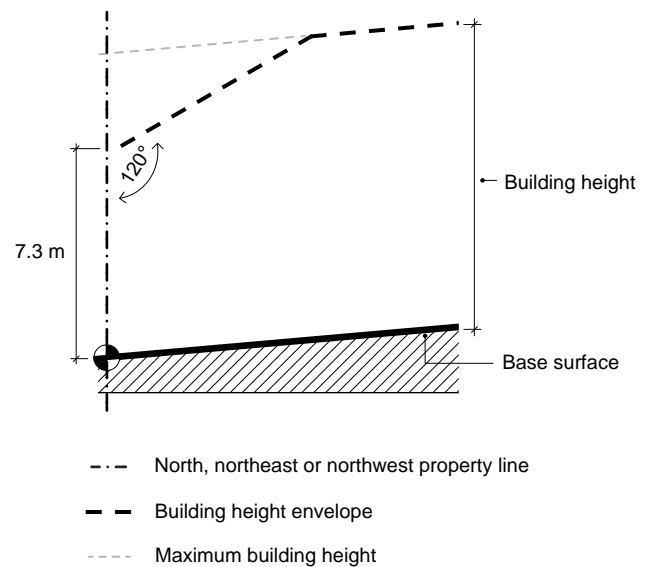 120°
Building height
7.3 m
Base surface
North, northeast or northwest property line
Building height envelope
Maximum building height